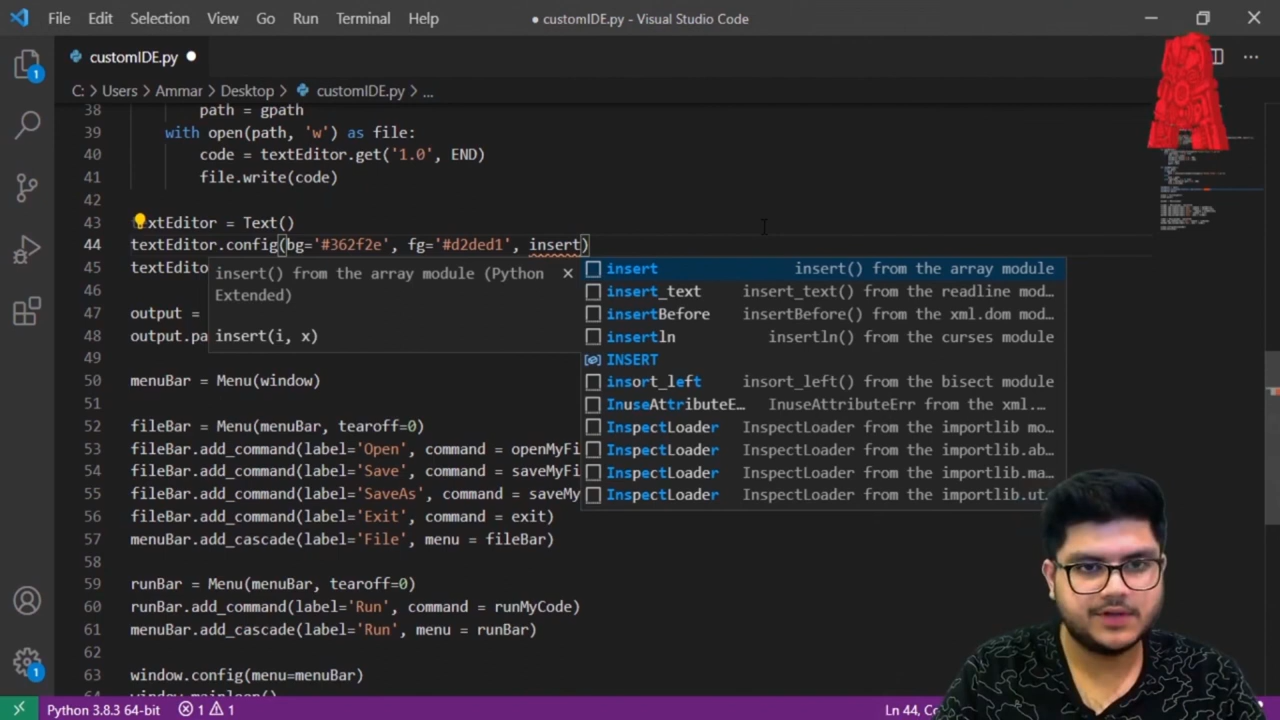 File Edit Selection View Go Run Terminal Help ● customIDE.py - Visual Studio Code
customIDE.py ●
C: > Users > Ammar > Desktop > customIDE.py > ...
38 path = gpath
39 with open(path, 'w') as file:
40 code = textEditor.get('1.0', END)
41 file.write(code)
42
43 xtEditor = Text()
44 textEditor.config(bg='#362f2e', fg='#d2ded1', insert)
45 textEdito
insert() from the array module (Python
Extended)
insert(i, x)
insert insert() from the array module
insert_text insert_text() from the readline mod…
insertBefore insertBefore() from the xml.dom mod…
insertln insertln() from the curses module
INSERT
insort_left insort_left() from the bisect module
InuseAttributeE… InuseAttributeErr from the xml.…
InspectLoader InspectLoader from the importlib mo…
InspectLoader InspectLoader from the importlib.ab…
InspectLoader InspectLoader from the importlib.ma…
InspectLoader InspectLoader from the importlib.ut…
46
47 output =
48 output.pa
49
50 menuBar = Menu(window)
51
52 fileBar = Menu(menuBar, tearoff=0)
53 fileBar.add_command(label='Open', command = openMyFi
54 fileBar.add_command(label='Save', command = saveMyFi
55 fileBar.add_command(label='SaveAs', command = saveMy
56 fileBar.add_command(label='Exit', command = exit)
57 menuBar.add_cascade(label='File', menu = fileBar)
58
59 runBar = Menu(menuBar, tearoff=0)
60 runBar.add_command(label='Run', command = runMyCode)
61 menuBar.add_cascade(label='Run', menu = runBar)
62
63 window.config(menu=menuBar)
64 window.mainloop()
1
1
Python 3.8.3 64-bit 1 1 Ln 44, Co